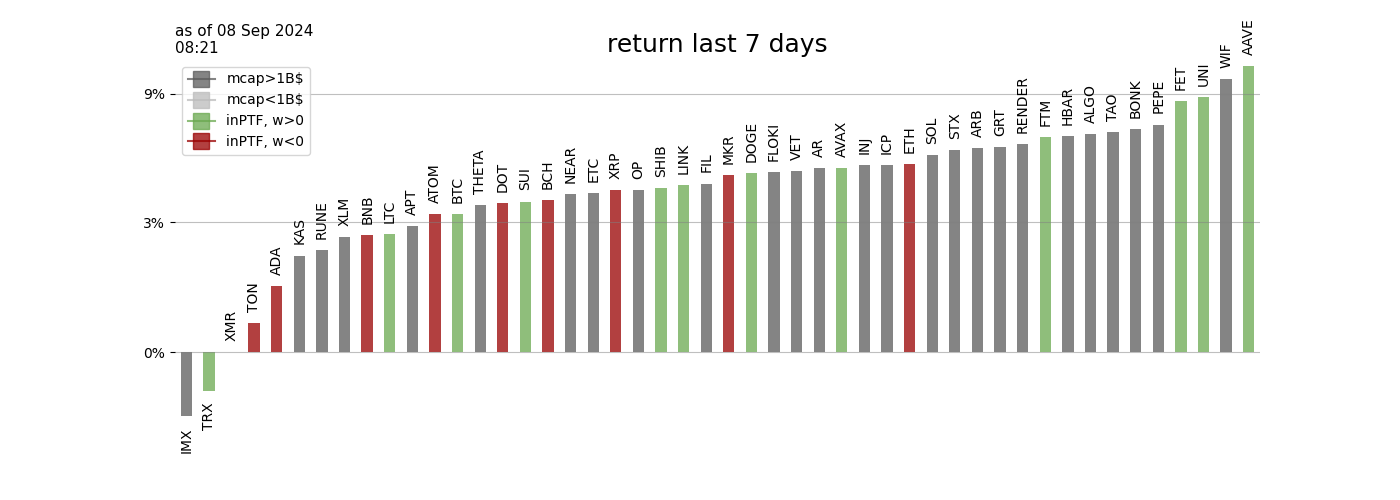 as of 08 Sep 2024
08:21
return last 7 days
mcap>1B$
mcap<1B$
inPTF, w>0
inPTF, w<0
9%
3%
0%
IMX
TRX
XMR
TON
ADA
KAS
RUNE
XLM
BNB
LTC
APT
ATOM
BTC
THETA
DOT
SUI
BCH
NEAR
ETC
XRP
OP
SHIB
LINK
FIL
MKR
DOGE
FLOKI
VET
AR
AVAX
INJ
ICP
ETH
SOL
STX
ARB
GRT
RENDER
FTM
HBAR
ALGO
TAO
BONK
PEPE
FET
UNI
WIF
AAVE